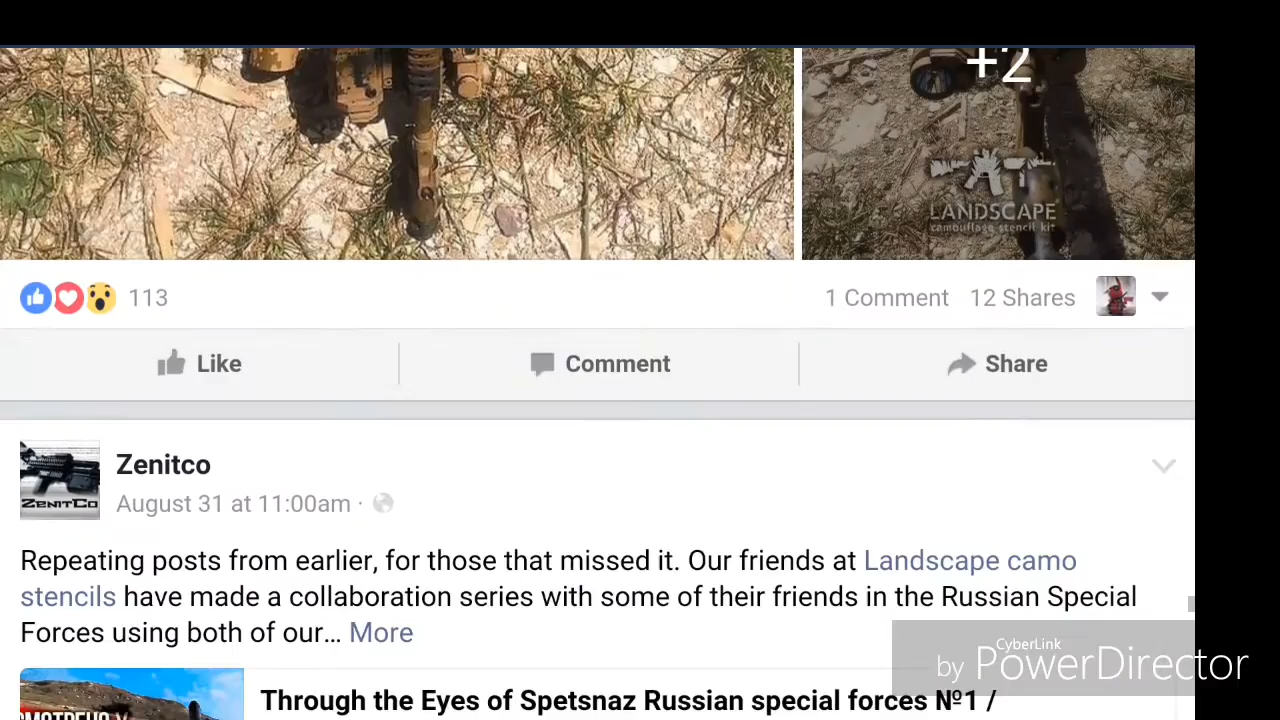 +2
LANDSCAPE
camouflage stencil kit
113
1 Comment 12 Shares
Like Comment Share
ZENITCO
Zenitco
August 31 at 11:00am ·
Repeating posts from earlier, for those that missed it. Our friends at Landscape camo
stencils have made a collaboration series with some of their friends in the Russian Special
Forces using both of our... More
CyberLink
by PowerDirector
Through the Eyes of Spetsnaz Russian special forces №1 /